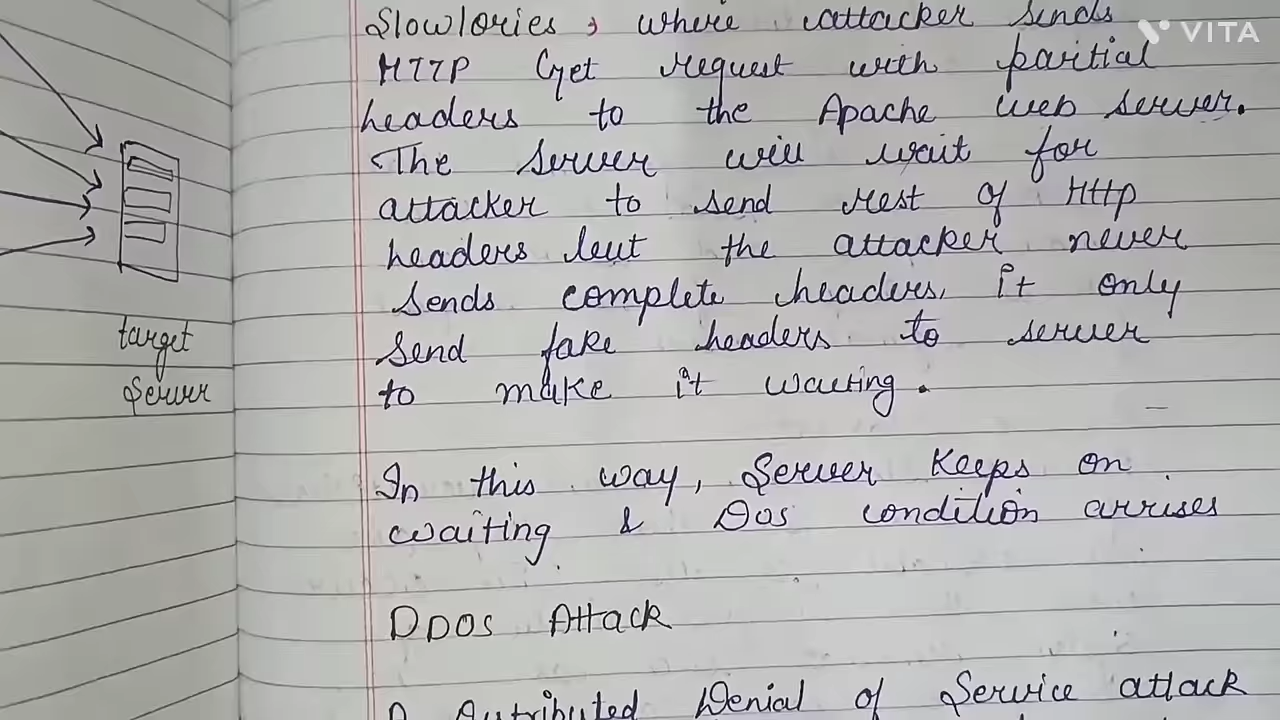 Slowlories, where attacker sends
HTTP Get request with partial
headers to the Apache web server.
The server will wait for
attacker to send rest of Http
headers but the attacker never
sends complete headers, it only
send fake headers to server
to make it waiting.
In this way, Server keeps on
waiting & Dos condition arrises
DDOS Attack
Distributed Denial of Service attack
target
Server
VITA